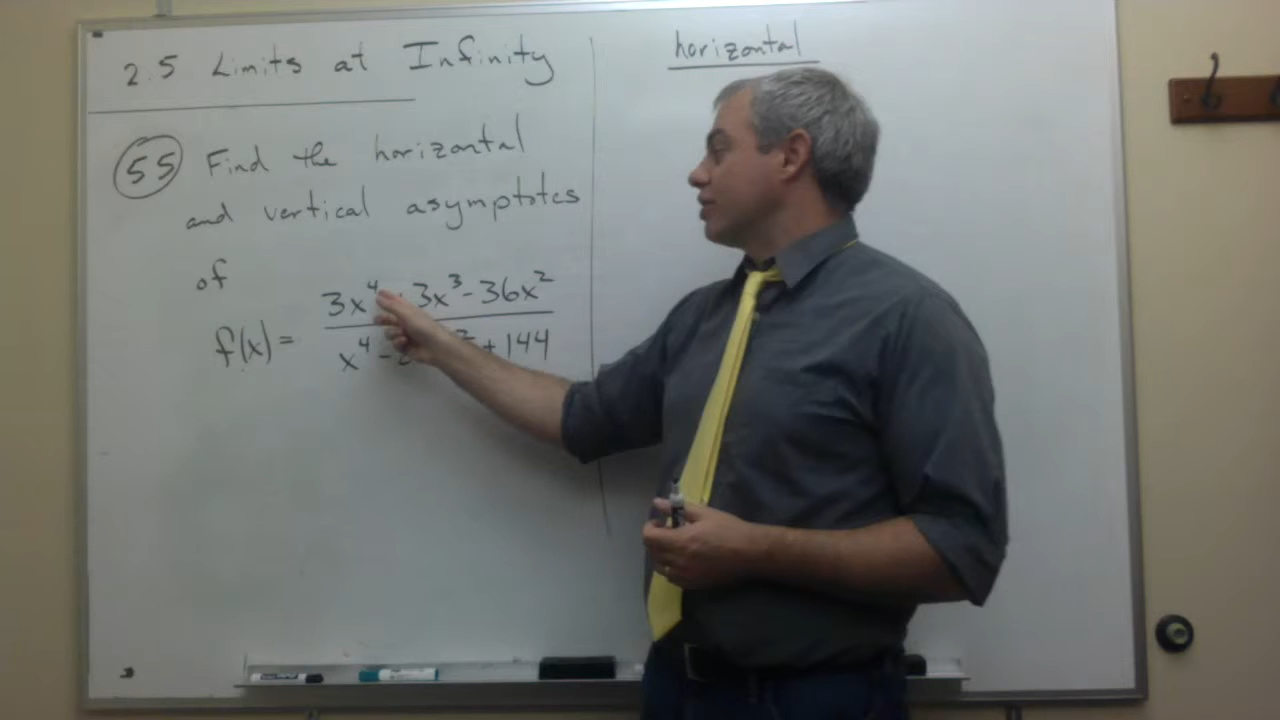 2.5 Limits at Infinity
55 Find the horizontal
and vertical asymptotes
of
f(x) = 3x⁴ + 3x³ - 36x²
x⁴ - 2 +144
horizontal